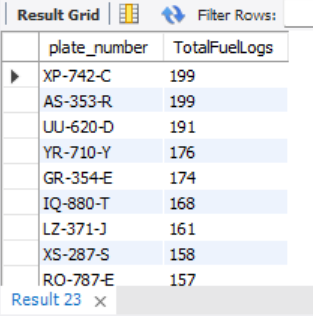 Result Grid Filter Rows:
plate_number TotalFuelLogs
XP-742-C 199
AS-353-R 199
UU-620-D 191
YR-710-Y 176
GR-354-E 174
IQ-880-T 168
LZ-371-J 161
XS-287-S 158
RO-787-E 157
Result 23 ×